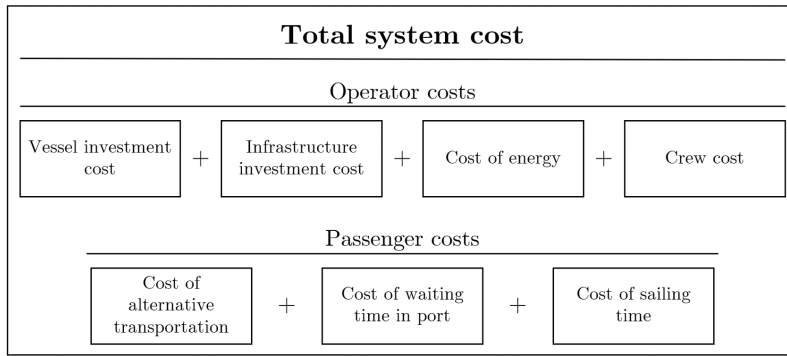 Total system cost
Operator costs
Vessel investment
cost
+
Infrastructure
investment cost
+
Cost of energy
+
Crew cost
Passenger costs
Cost of
alternative
transportation
+
Cost of waiting
time in port
+
Cost of sailing
time